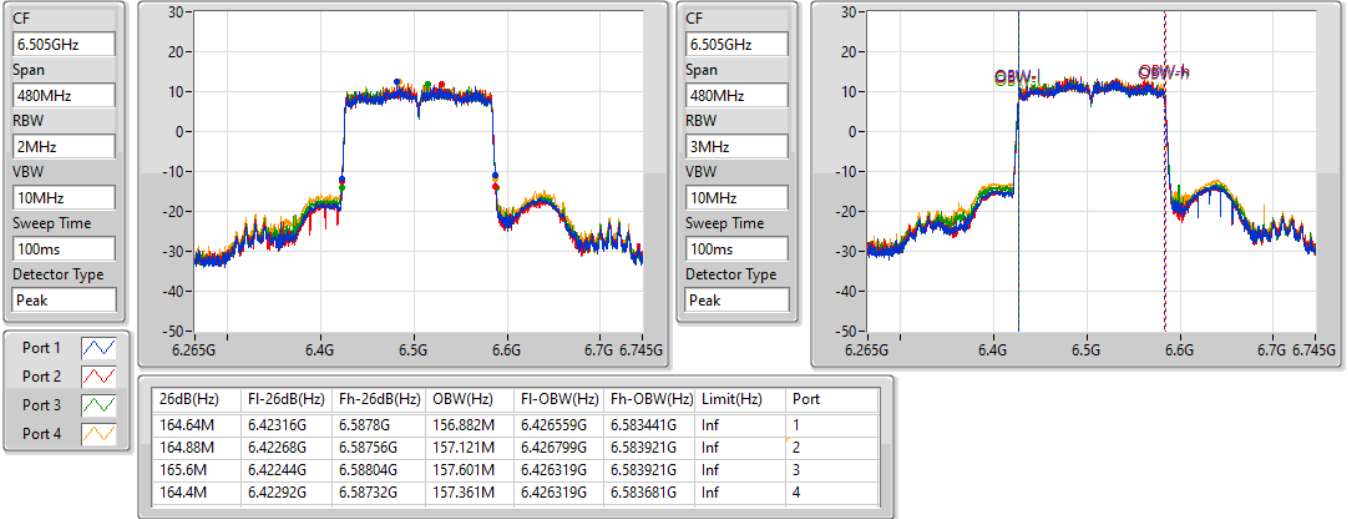 CF
6.505GHz
Span
480MHz
RBW
2MHz
VBW
10MHz
Sweep Time
100ms
Detector Type
Peak
30
20
10
0
-10
-20
-30
-40
-50
6.265G 6.4G 6.5G 6.6G 6.7G 6.745G
CF
6.505GHz
Span
480MHz
RBW
3MHz
VBW
10MHz
Sweep Time
100ms
Detector Type
Peak
30
20
10
0
-10
-20
-30
-40
-50
OBW-l OBW-h
6.265G 6.4G 6.5G 6.6G 6.7G 6.745G
Port 1
Port 2
Port 3
Port 4
26dB(Hz) Fl-26dB(Hz) Fh-26dB(Hz) OBW(Hz) Fl-OBW(Hz) Fh-OBW(Hz) Limit(Hz) Port
164.64M 6.42316G 6.5878G 156.882M 6.426559G 6.583441G Inf 1
164.88M 6.42268G 6.58756G 157.121M 6.426799G 6.583921G Inf 2
165.6M 6.42244G 6.58804G 157.601M 6.426319G 6.583921G Inf 3
164.4M 6.42292G 6.58732G 157.361M 6.426319G 6.583681G Inf 4